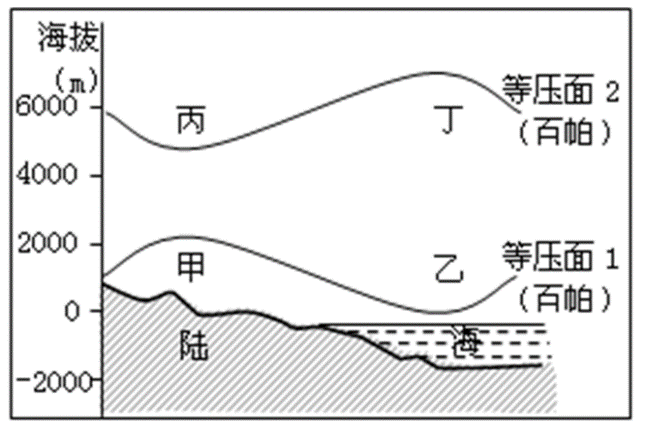 海拔
(m)
6000
4000
2000
0
-2000
丙
丁
等压面 2
(百帕)
甲
乙
等压面 1
(百帕)
陆
海